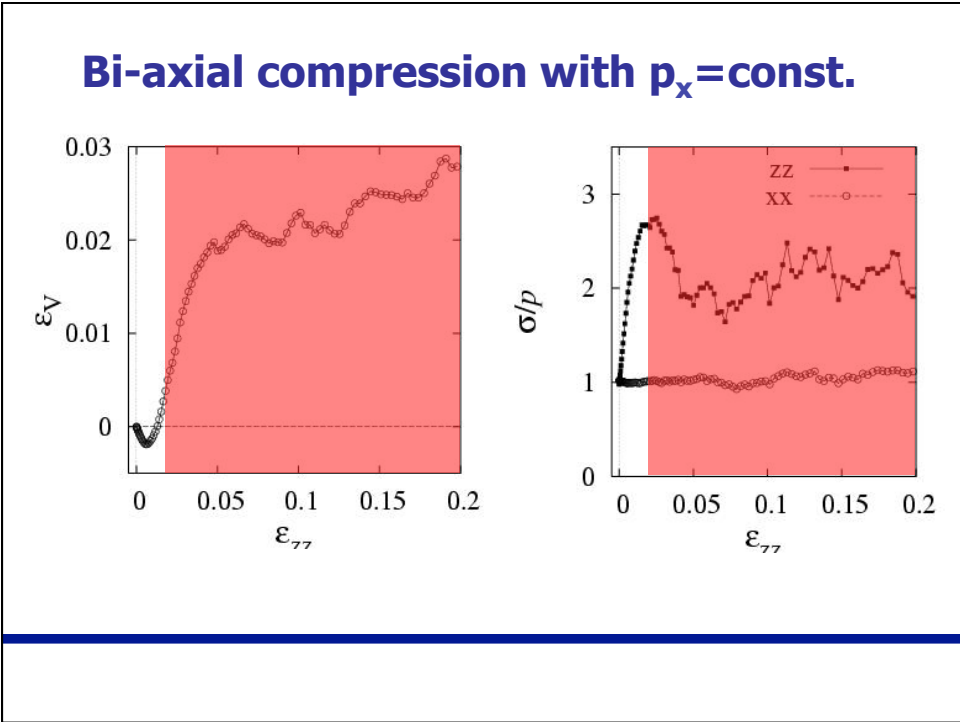 Bi-axial compression with pₓ=const.
0.03
0.02
0.01
0
εV
0 0.05 0.1 0.15 0.2
εzz
zz
xx
3
2
1
0
σ/p
0 0.05 0.1 0.15 0.2
εzz